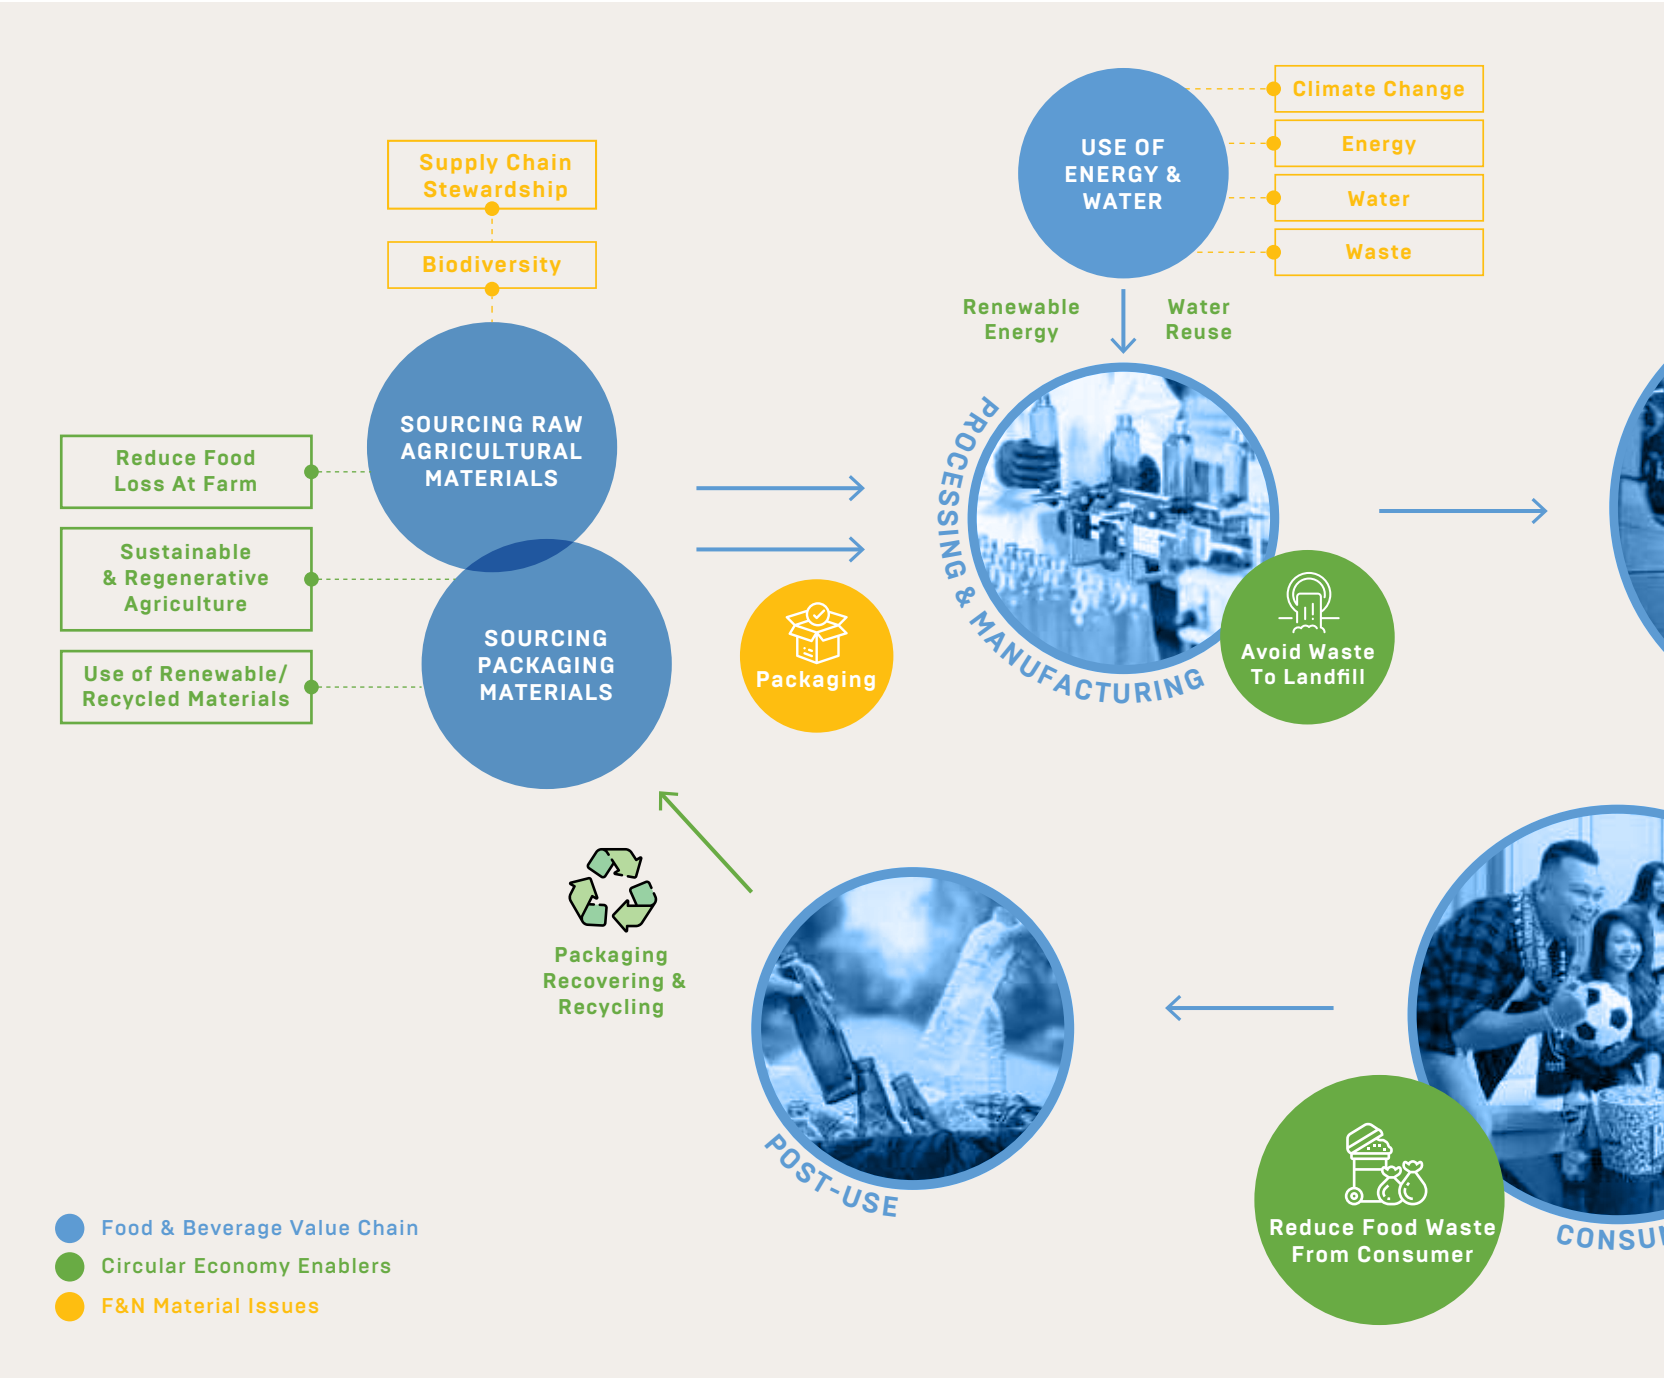 Climate Change
Energy
Water
Waste
USE OF
ENERGY &
WATER
Supply Chain
Stewardship
Biodiversity
Renewable
Energy
Water
Reuse
SOURCING RAW
AGRICULTURAL
MATERIALS
Reduce Food
Loss At Farm
Sustainable
& Regenerative
Agriculture
Use of Renewable/
Recycled Materials
SOURCING
PACKAGING
MATERIALS
Packaging
PROCESSING & MANUFACTURING
Avoid Waste
To Landfill
Packaging
Recovering &
Recycling
POST-USE
Reduce Food Waste
From Consumer
Food & Beverage Value Chain
Circular Economy Enablers
F&N Material Issues